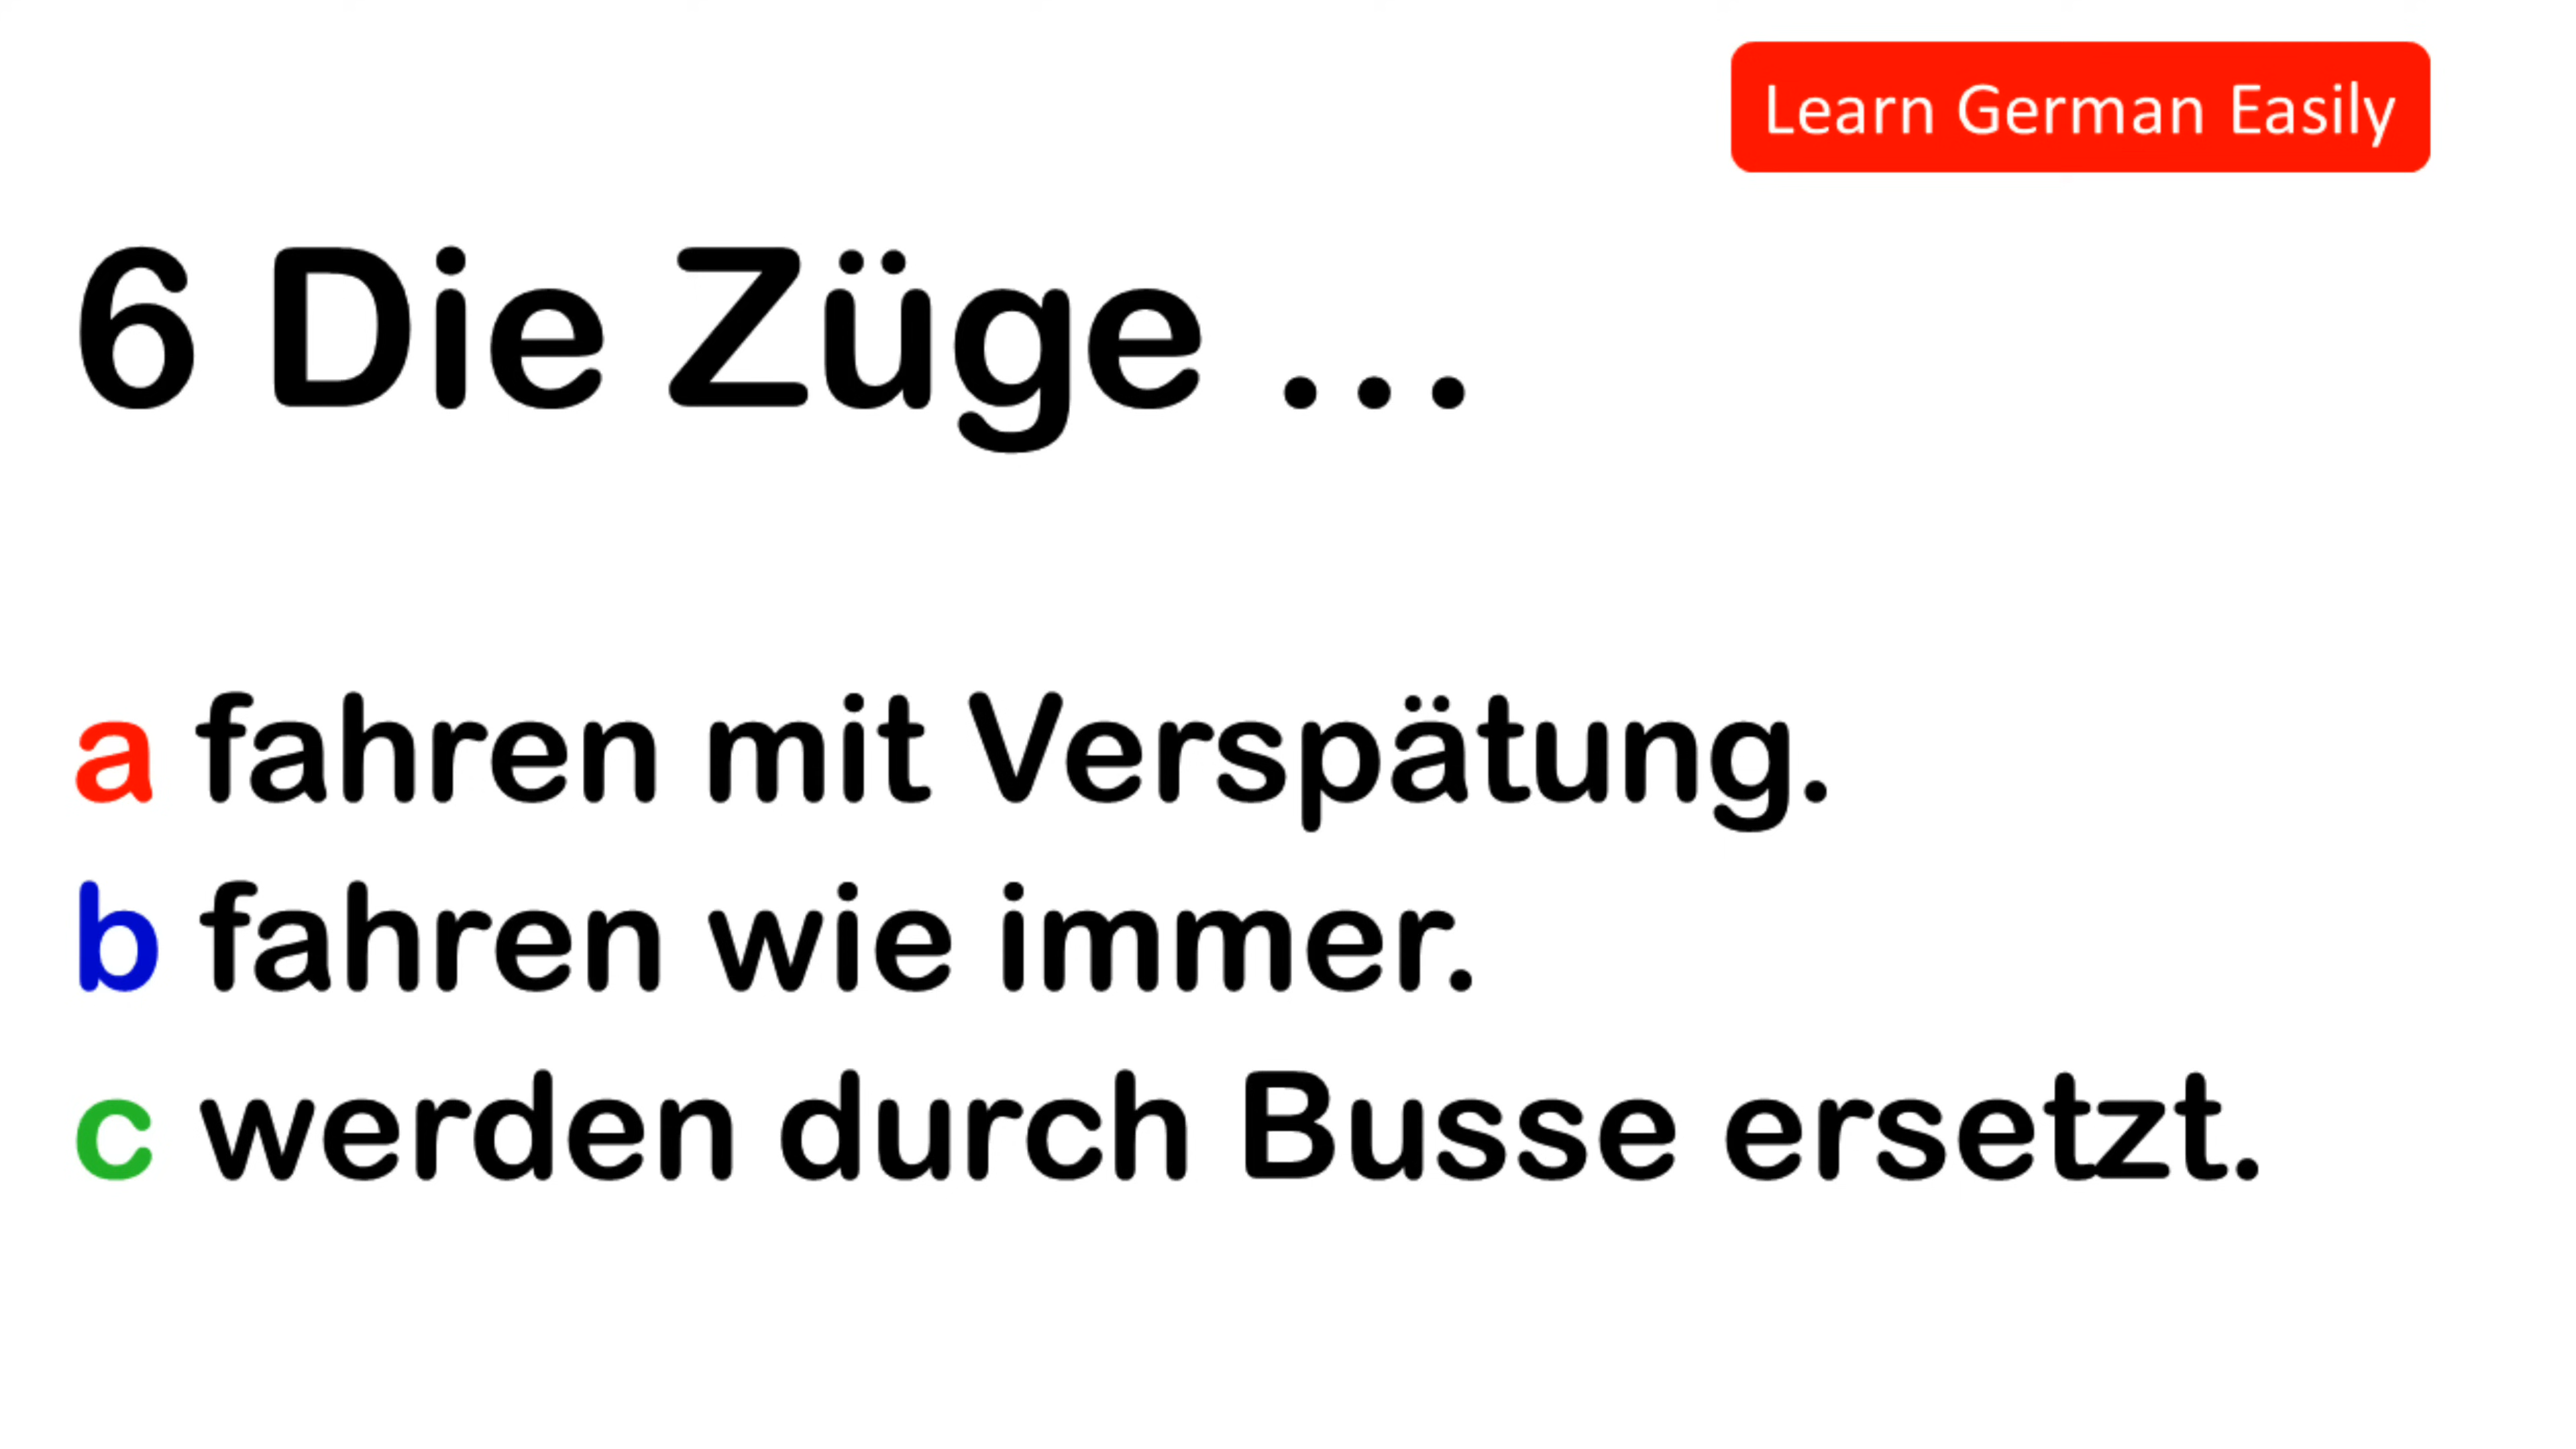 Learn German Easily
6 Die Züge ...
a fahren mit Verspätung.
b fahren wie immer.
c werden durch Busse ersetzt.